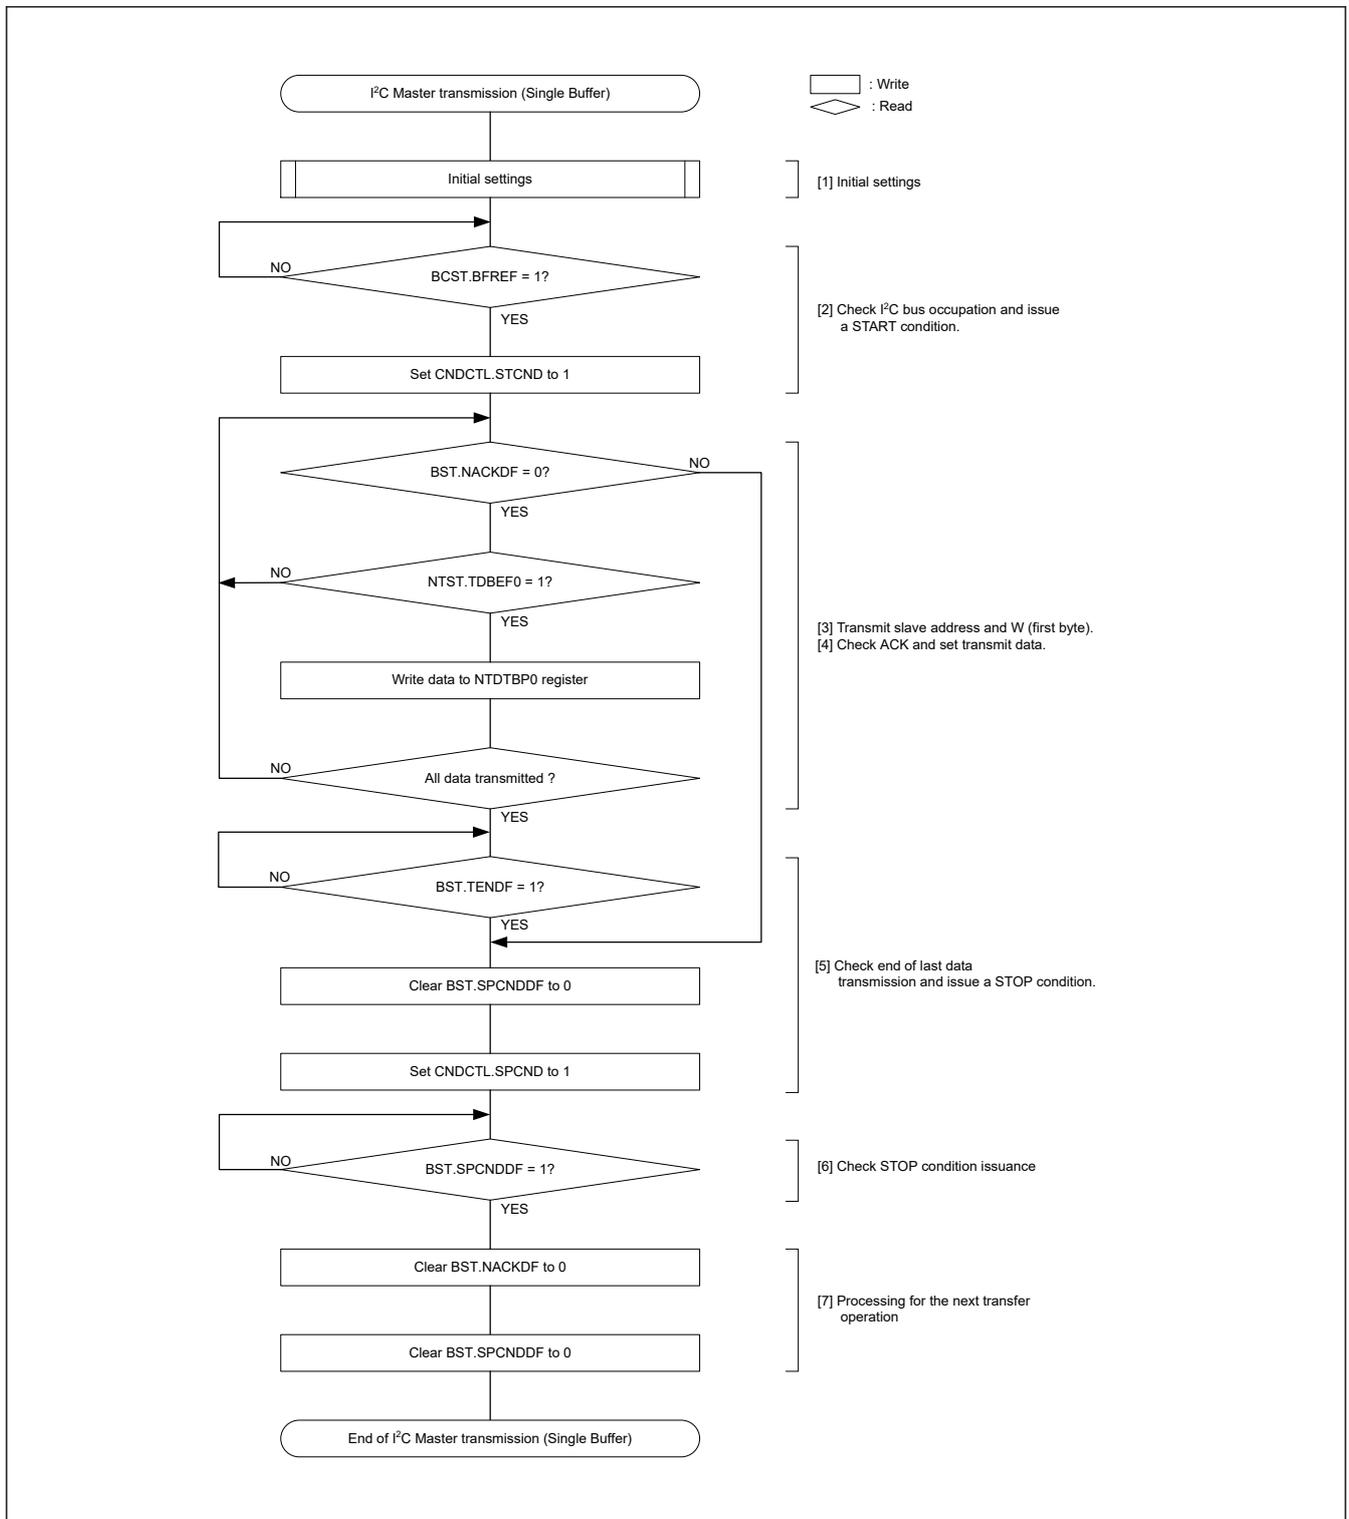 I²C Master transmission (Single Buffer)
: Write
: Read
Initial settings
[1] Initial settings
NO
BCST.BFREF = 1?
YES
[2] Check I²C bus occupation and issue
a START condition.
Set CNDCTL.STCND to 1
BST.NACKDF = 0?
NO
YES
NO
NTST.TDBEF0 = 1?
YES
[3] Transmit slave address and W (first byte).
[4] Check ACK and set transmit data.
Write data to NTDTBP0 register
NO
All data transmitted ?
YES
NO
BST.TENDF = 1?
YES
[5] Check end of last data
transmission and issue a STOP condition.
Clear BST.SPCNDDF to 0
Set CNDCTL.SPCND to 1
NO
BST.SPCNDDF = 1?
YES
[6] Check STOP condition issuance
Clear BST.NACKDF to 0
[7] Processing for the next transfer
operation
Clear BST.SPCNDDF to 0
End of I²C Master transmission (Single Buffer)